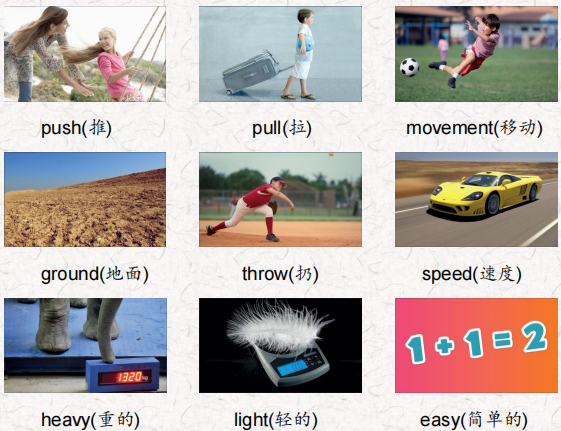 push(推)
pull(拉)
movement(移动)
ground(地面)
throw(扔)
speed(速度)
1320kg
1 + 1 = 2
heavy(重的)
light(轻的)
easy(简单的)